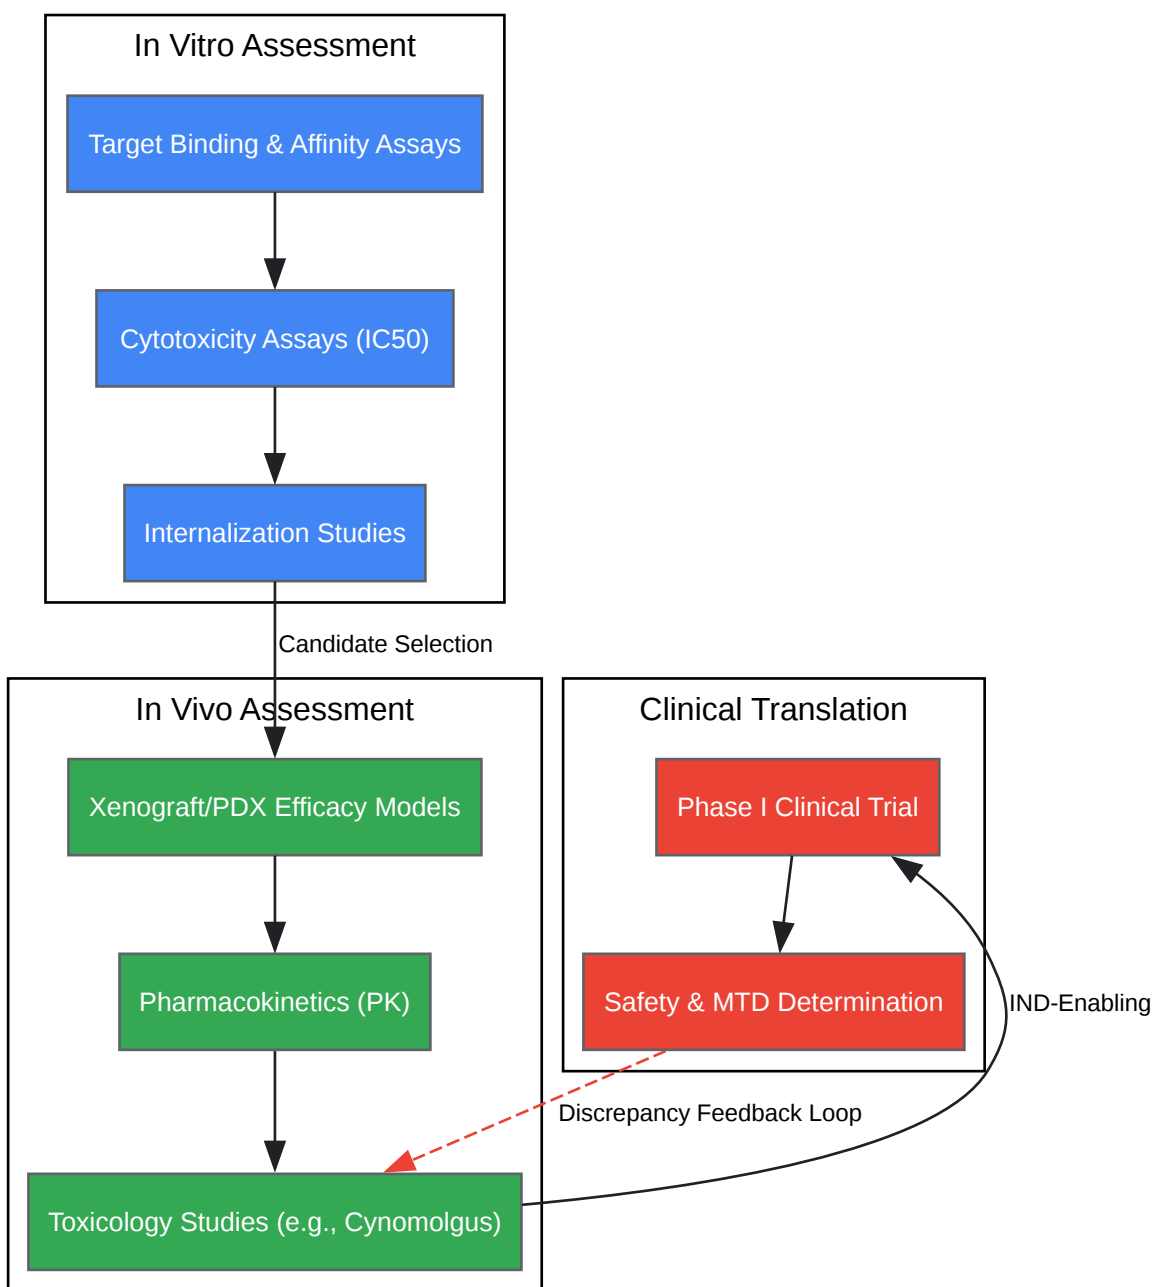 In Vitro Assessment
Target Binding & Affinity Assays
Cytotoxicity Assays (IC50)
Internalization Studies
Candidate Selection
In Vivo Assessment
Xenograft/PDX Efficacy Models
Pharmacokinetics (PK)
Toxicology Studies (e.g., Cynomolgus)
Clinical Translation
Phase I Clinical Trial
Safety & MTD Determination
IND-Enabling
Discrepancy Feedback Loop